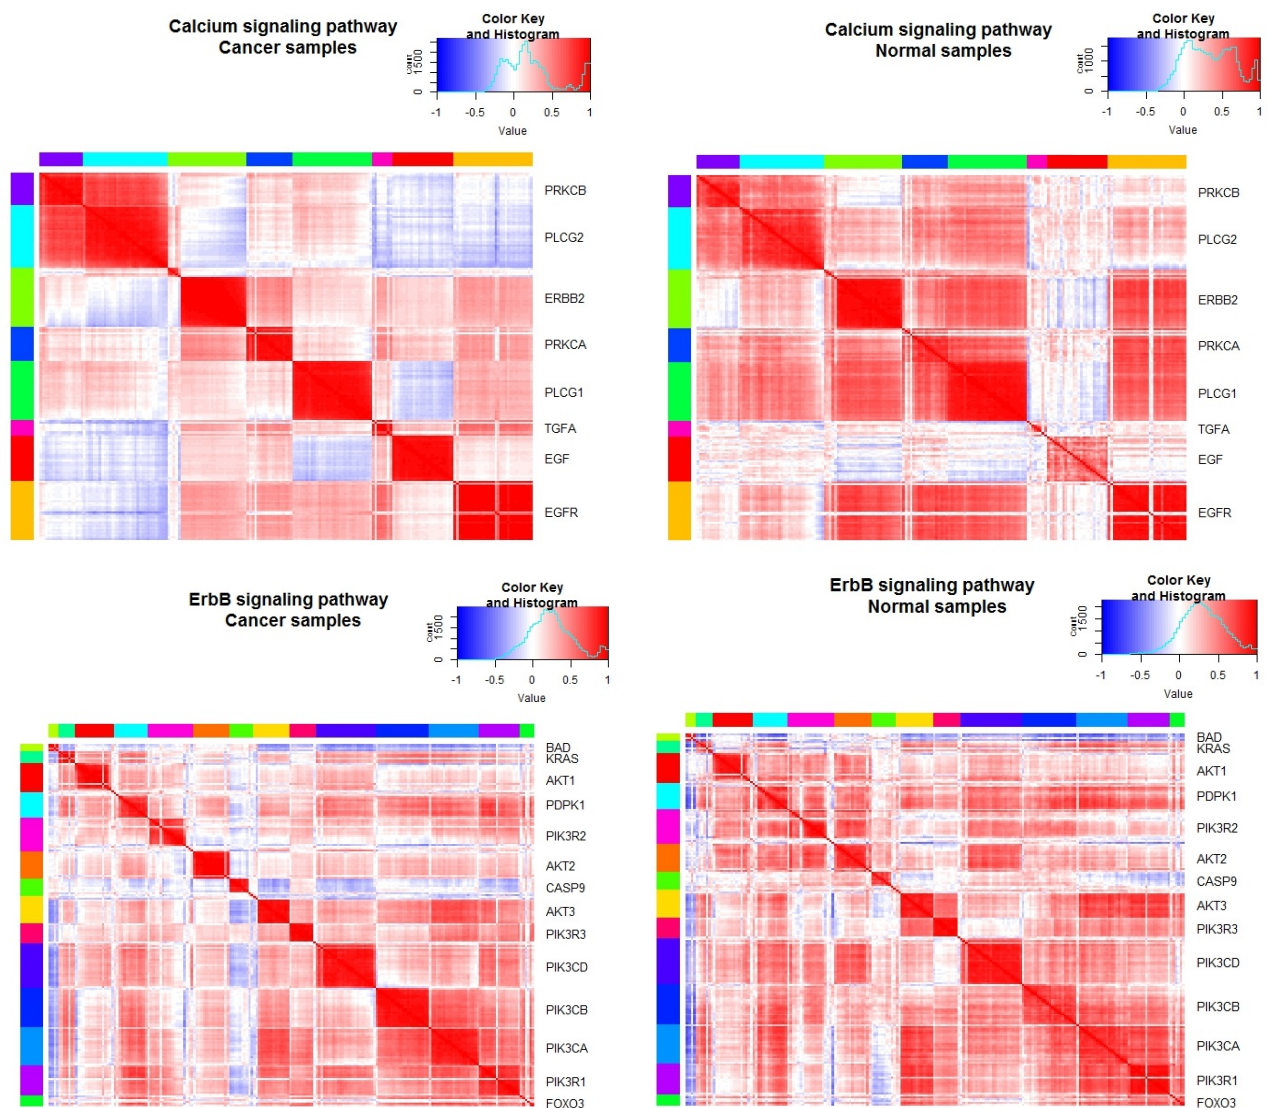 Calcium signaling pathway
Cancer samples
Color Key
and Histogram
Count
0 1500
-1 -0.5 0 0.5 1
Value
PRKCB
PLCG2
ERBB2
PRKCA
PLCG1
TGFA
EGF
EGFR
Calcium signaling pathway
Normal samples
Color Key
and Histogram
Count
0 1000
-1 -0.5 0 0.5 1
Value
PRKCB
PLCG2
ERBB2
PRKCA
PLCG1
TGFA
EGF
EGFR
ErbB signaling pathway
Cancer samples
Color Key
and Histogram
Count
0 1500
-1 -0.5 0 0.5 1
Value
BAD
KRAS
AKT1
PDPK1
PIK3R2
AKT2
CASP9
AKT3
PIK3R3
PIK3CD
PIK3CB
PIK3CA
PIK3R1
FOXO3
ErbB signaling pathway
Normal samples
Color Key
and Histogram
Count
0 1500
-1 -0.5 0 0.5 1
Value
BAD
KRAS
AKT1
PDPK1
PIK3R2
AKT2
CASP9
AKT3
PIK3R3
PIK3CD
PIK3CB
PIK3CA
PIK3R1
FOXO3